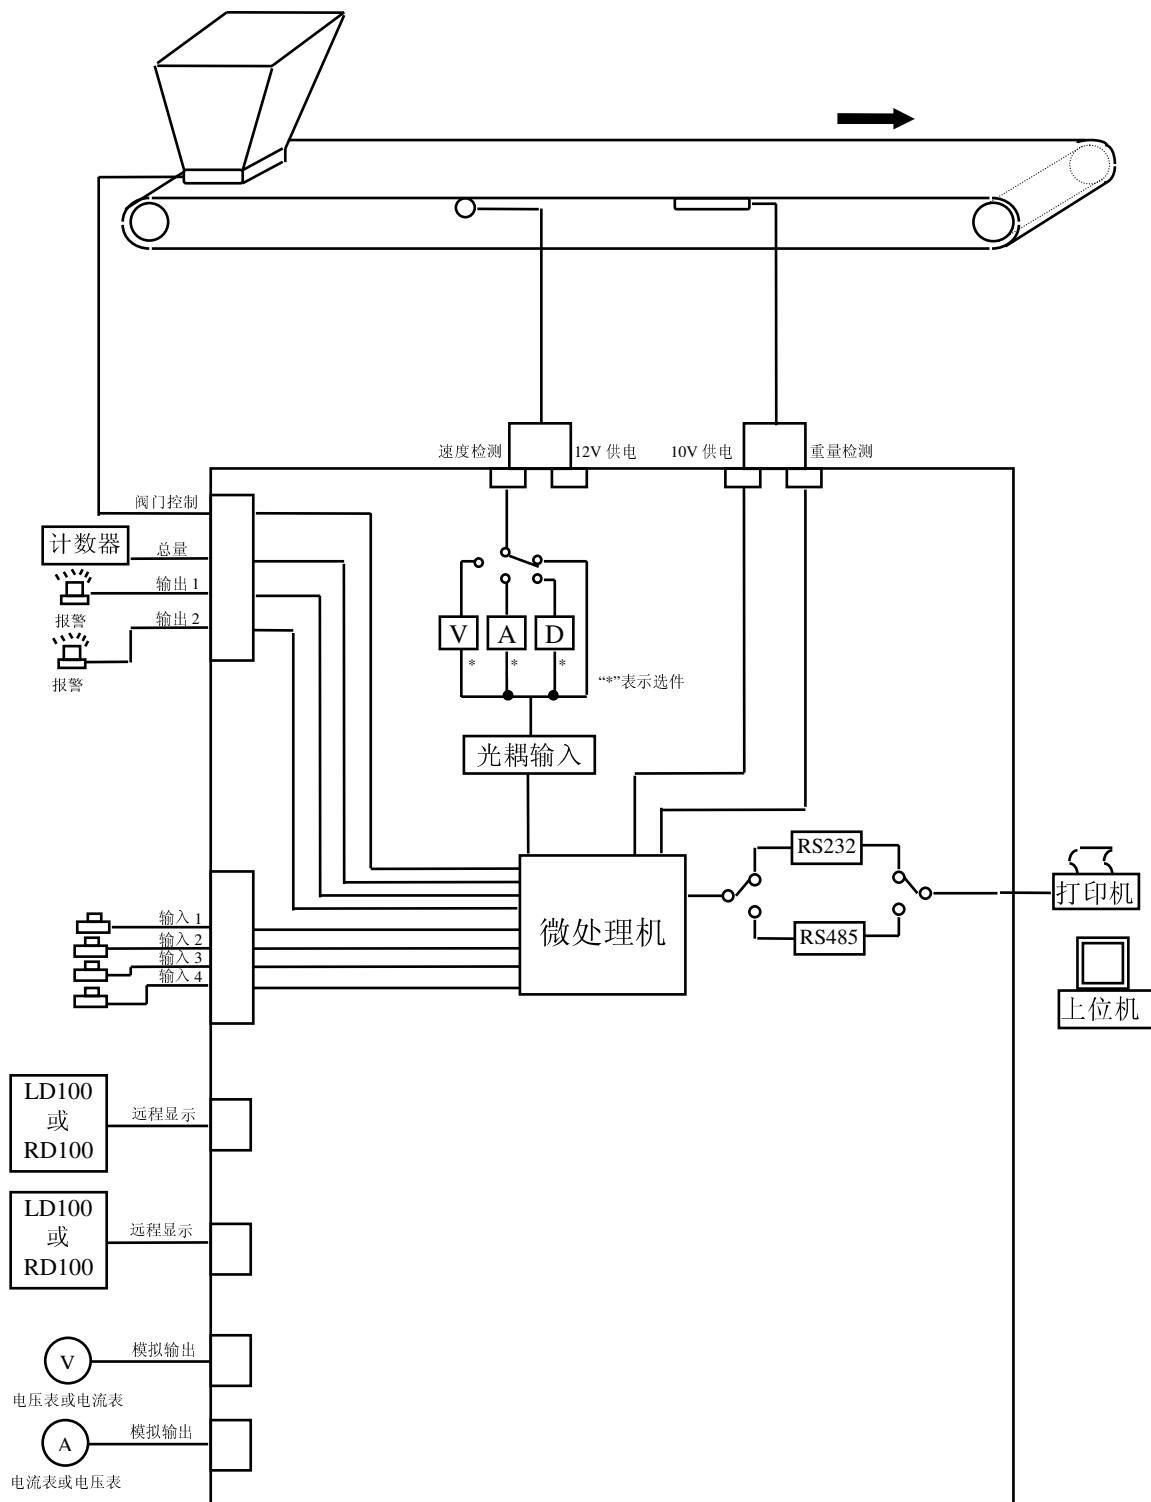 速度检测
12V 供电
10V 供电
重量检测
阀门控制
计数器
总量
输出 1
报警
输出 2
报警
V
A
D
*
*
*
“*”表示选件
光耦输入
RS232
微处理机
RS485
打印机
上位机
输入 1
输入 2
输入 3
输入 4
LD100
或
RD100
远程显示
LD100
或
RD100
远程显示
模拟输出
V
电压表或电流表
模拟输出
A
电流表或电压表